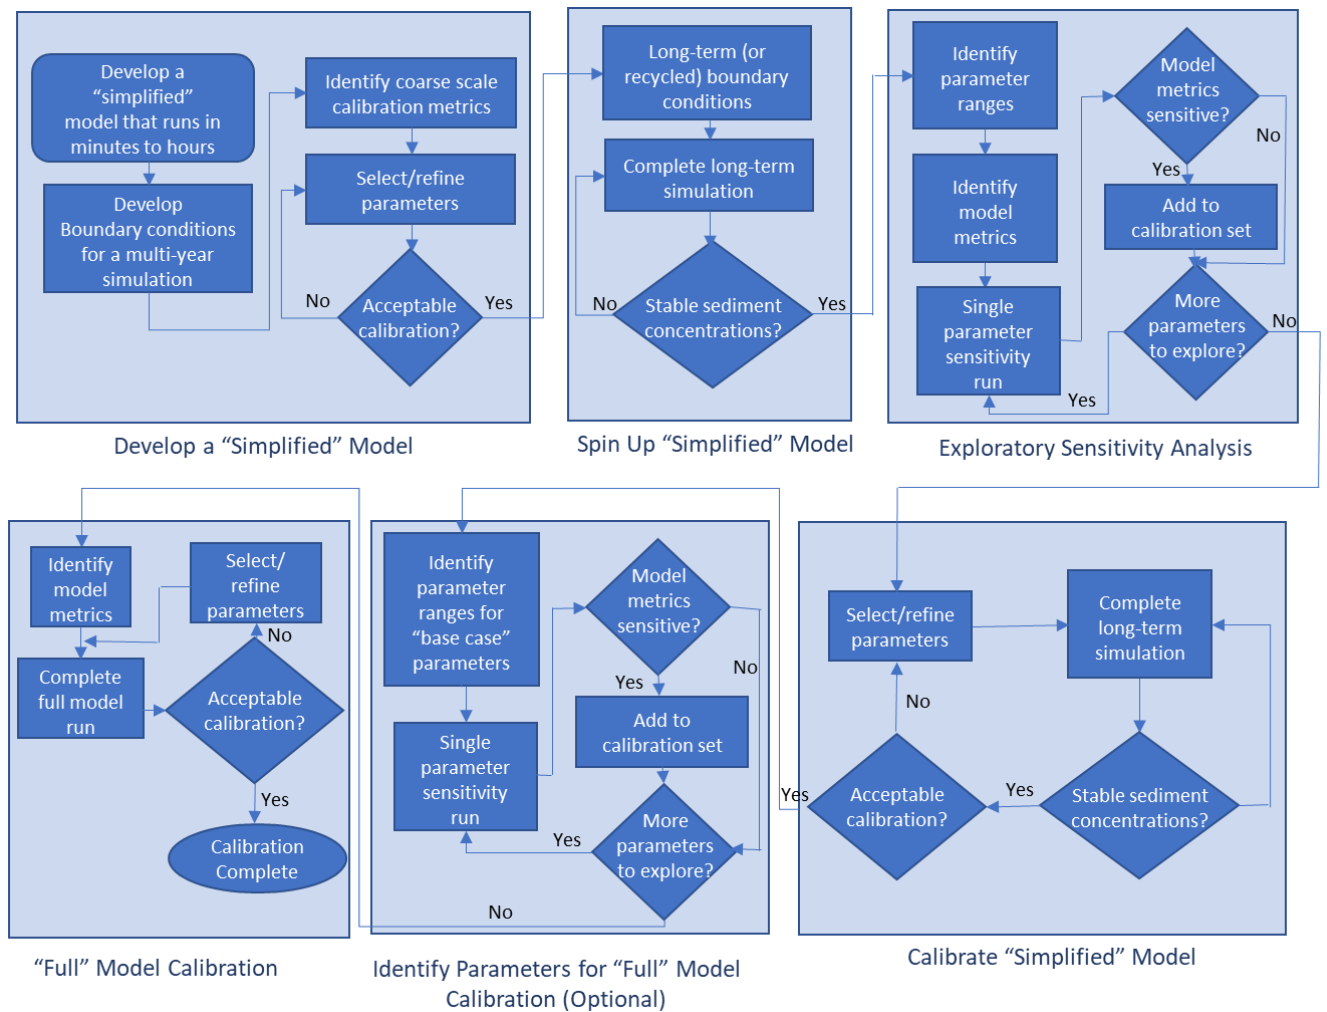 Develop a
“simplified”
model that runs in
minutes to hours
Develop
Boundary conditions
for a multi-year
simulation
Identify coarse scale
calibration metrics
Select/refine
parameters
Acceptable
calibration?
No
Yes
Develop a “Simplified” Model
Long-term (or
recycled) boundary
conditions
Complete long-term
simulation
Stable sediment
concentrations?
No
Yes
Spin Up “Simplified” Model
Identify
parameter
ranges
Identify
model
metrics
Single
parameter
sensitivity
run
Model
metrics
sensitive?
No
Yes
Add to
calibration set
More
parameters
to explore?
No
Yes
Exploratory Sensitivity Analysis
Select/refine
parameters
Complete
long-term
simulation
Stable sediment
concentrations?
Yes
Acceptable
calibration?
No
Yes
Calibrate “Simplified” Model
Identify
parameter
ranges for
“base case”
parameters
Single
parameter
sensitivity
run
Model
metrics
sensitive?
No
Yes
Add to
calibration set
More
parameters
to explore?
Yes
No
Identify Parameters for “Full” Model
Calibration (Optional)
Identify
model
metrics
Complete
full model
run
Select/
refine
parameters
No
Acceptable
calibration?
Yes
Calibration
Complete
“Full” Model Calibration